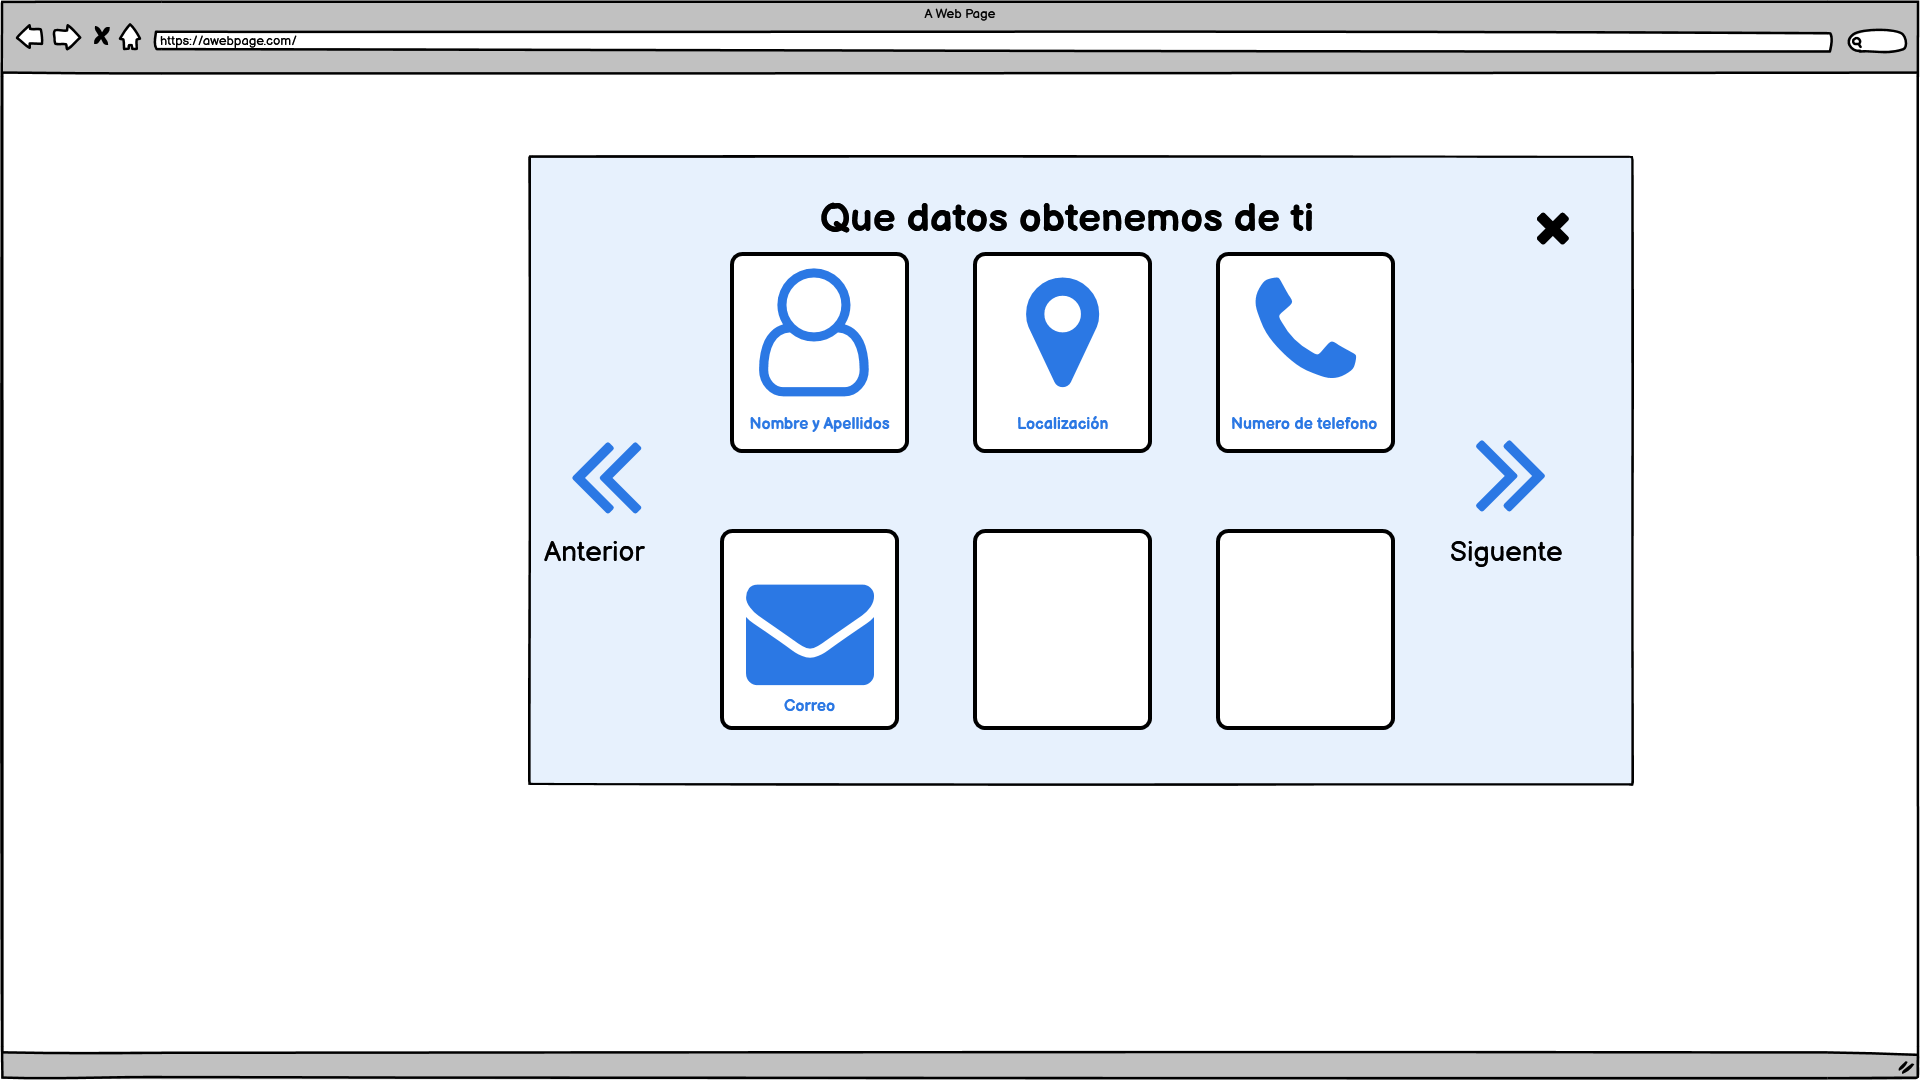 A Web Page
https://awebpage.com/
Que datos obtenemos de ti
Nombre y Apellidos
Localización
Numero de telefono
Anterior
Siguente
Correo